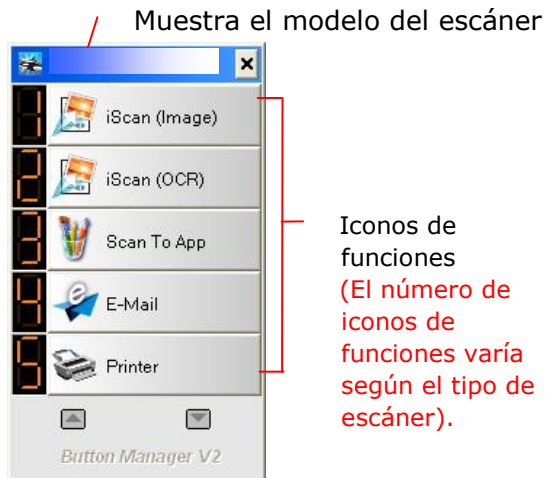 Muestra el modelo del escáner
1 iScan (Image)
2 iScan (OCR)
3 Scan To App
4 E-Mail
5 Printer
Button Manager V2
Iconos de
funciones
(El número de
iconos de
funciones varía
según el tipo de
escáner).